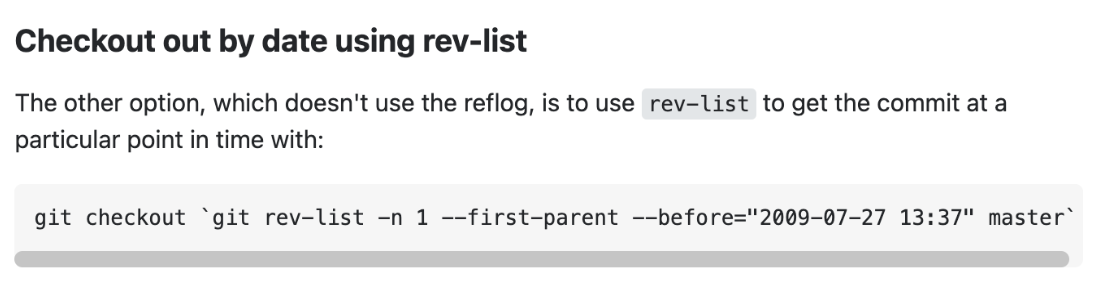 Checkout out by date using rev-list
The other option, which doesn't use the reflog, is to use rev-list to get the commit at a
particular point in time with:
git checkout `git rev-list -n 1 --first-parent --before="2009-07-27 13:37" master`